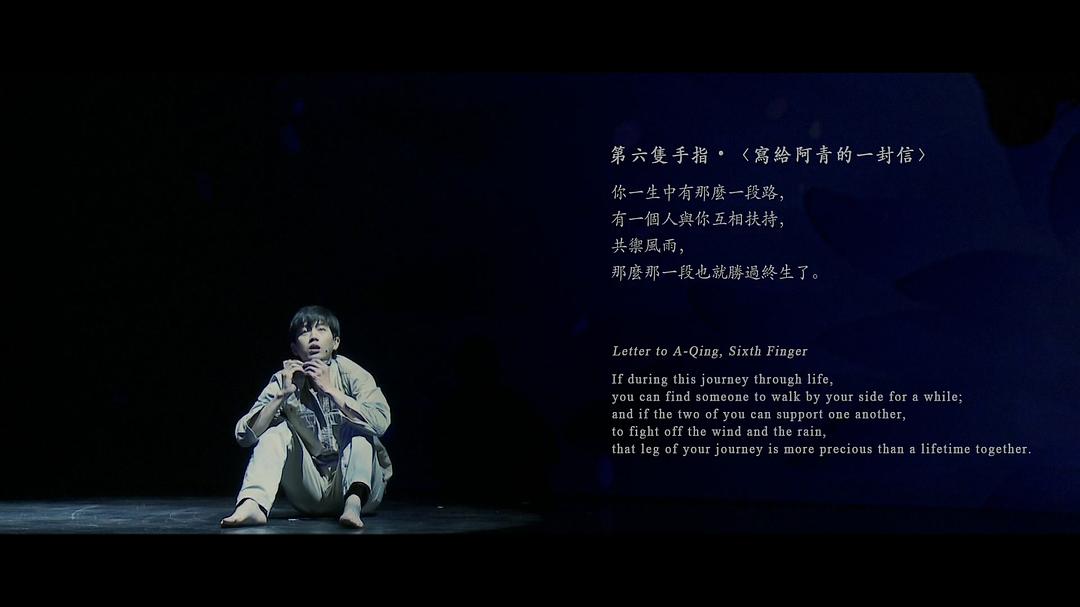 第六隻手指•〈寫給阿青的一封信〉
你一生中有那麼一段路，
有一個人與你互相扶持，
共禦風雨，
那麼那一段也就勝過終生了。
Letter to A-Qing, Sixth Finger
If during this journey through life,
you can find someone to walk by your side for a while;
and if the two of you can support one another,
to fight off the wind and the rain,
that leg of your journey is more precious than a lifetime together.